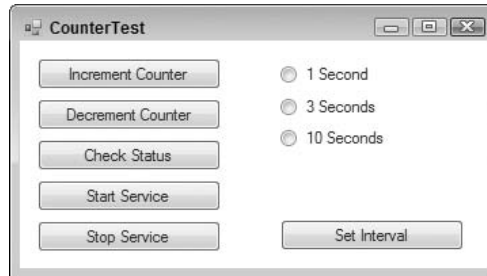 CounterTest
Increment Counter
Decrement Counter
Check Status
Start Service
Stop Service
1 Second
3 Seconds
10 Seconds
Set Interval